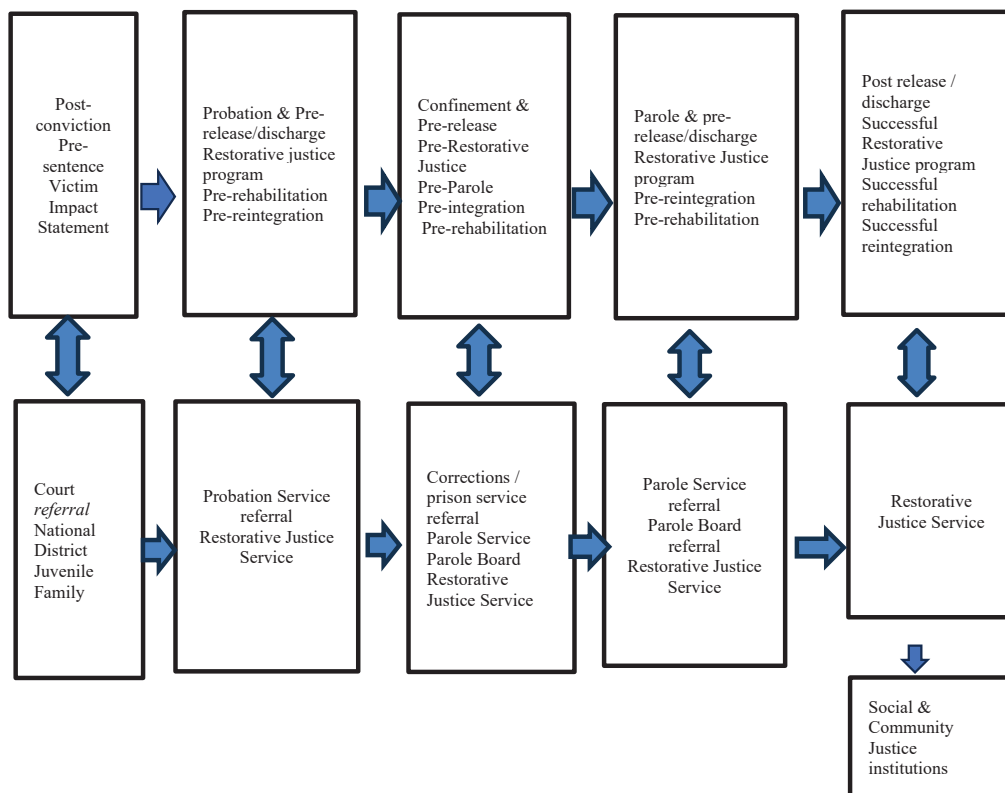 Post-
conviction
Pre-
sentence
Victim
Impact
Statement
Probation & Pre-
release/discharge
Restorative justice
program
Pre-rehabilitation
Pre-reintegration
Confinement &
Pre-release
Pre-Restorative
Justice
Pre-Parole
Pre-integration
Pre-rehabilitation
Parole & pre-
release/discharge
Restorative Justice
program
Pre-reintegration
Pre-rehabilitation
Post release /
discharge
Successful
Restorative
Justice program
Successful
rehabilitation
Successful
reintegration
Court
referral
National
District
Juvenile
Family
Probation Service
referral
Restorative Justice
Service
Corrections /
prison service
referral
Parole Service
Parole Board
Restorative
Justice Service
Parole Service
referral
Parole Board
referral
Restorative Justice
Service
Restorative
Justice Service
Social &
Community
Justice
institutions